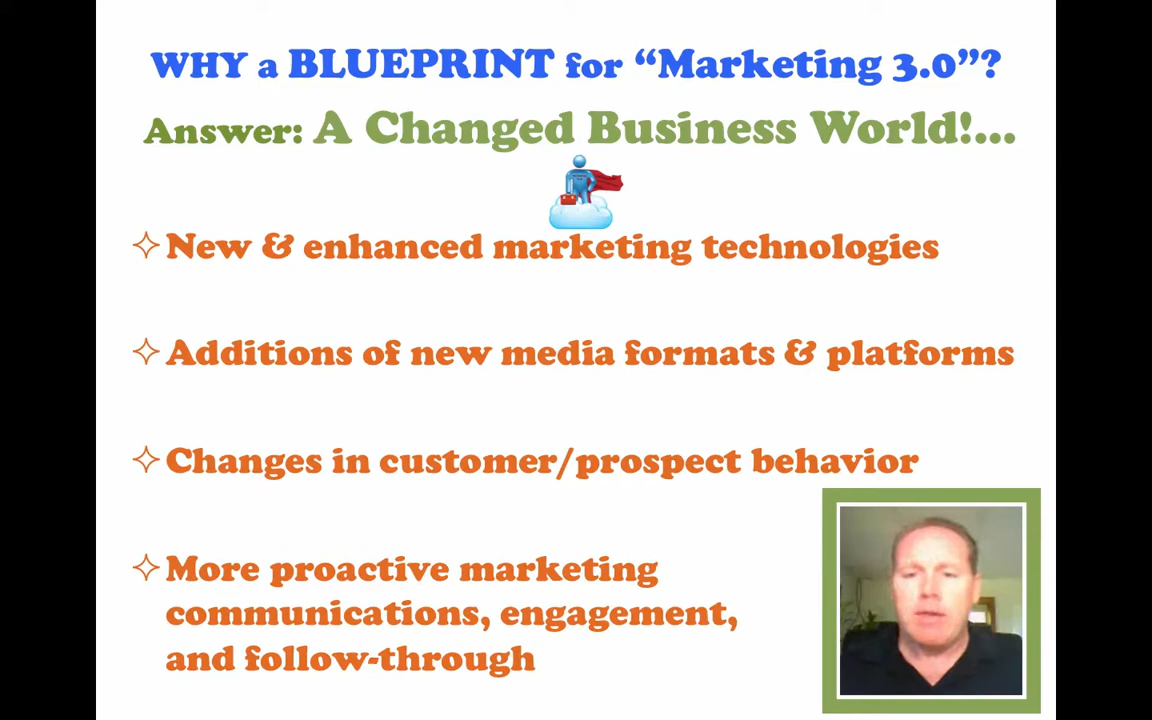 WHY a BLUEPRINT for “Marketing 3.0”?
Answer: A Changed Business World!...
New & enhanced marketing technologies
Additions of new media formats & platforms
Changes in customer/prospect behavior
More proactive marketing
communications, engagement,
and follow-through